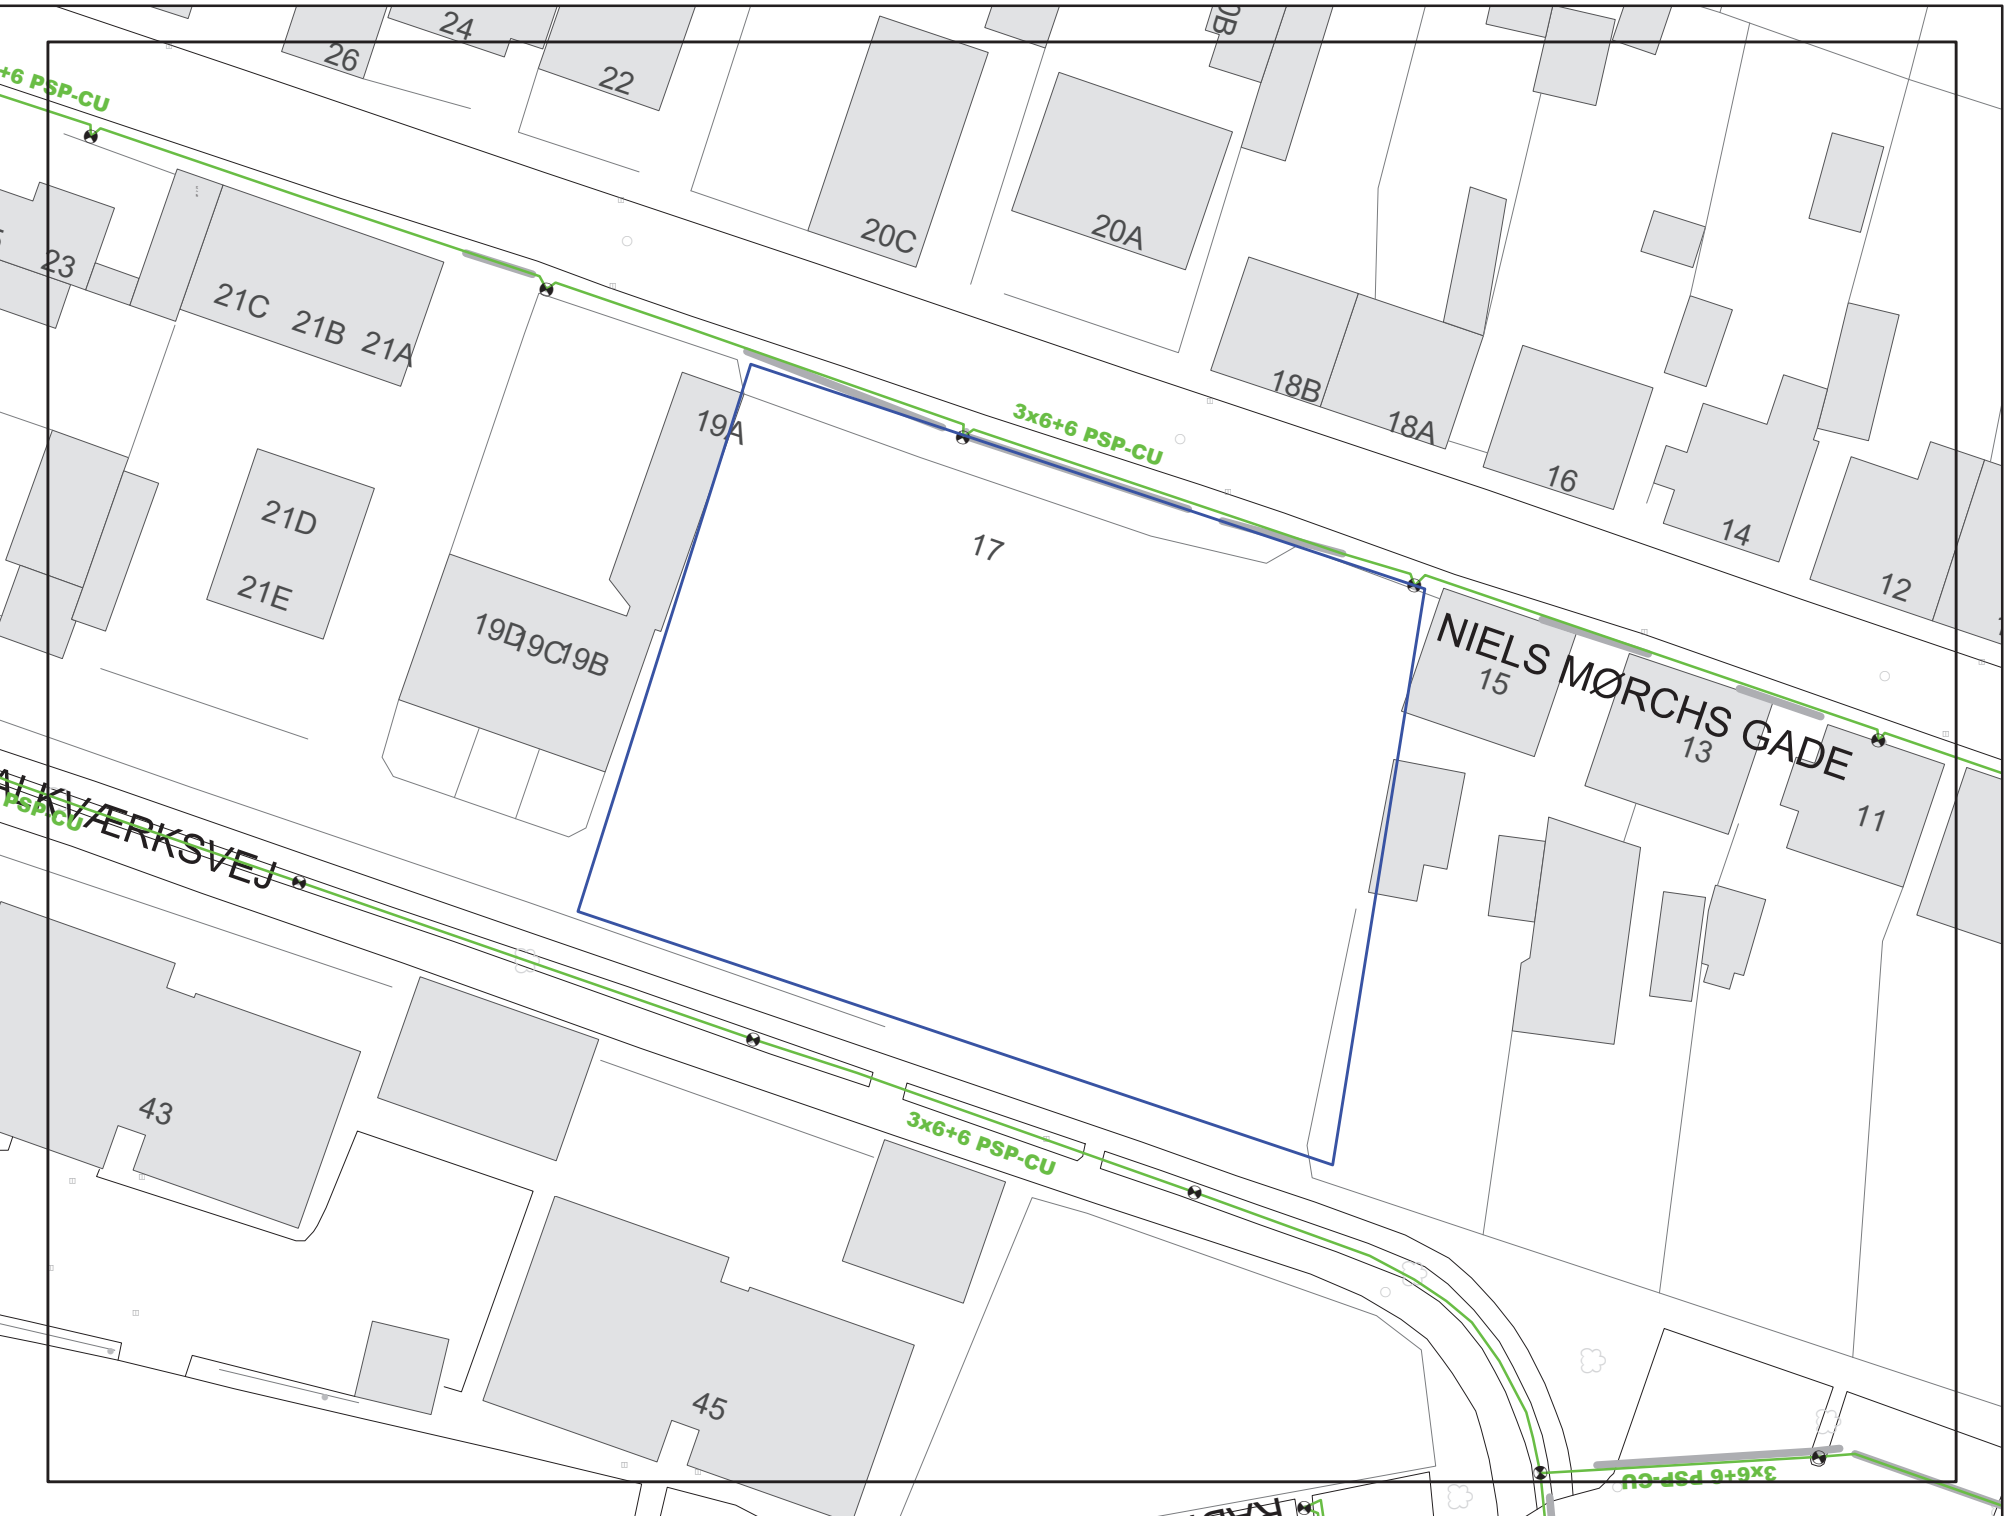 24
26
22
+6 PSP-CU
20C
20A
23
21C
21B
21A
18B
18A
19A
3x6+6 PSP-CU
16
14
12
21D
21E
17
19D
19C
19B
NIELS MØRCHS GADE
15
13
11
PSP-CU
43
3x6+6 PSP-CU
45
3x6+6 PSP-CU